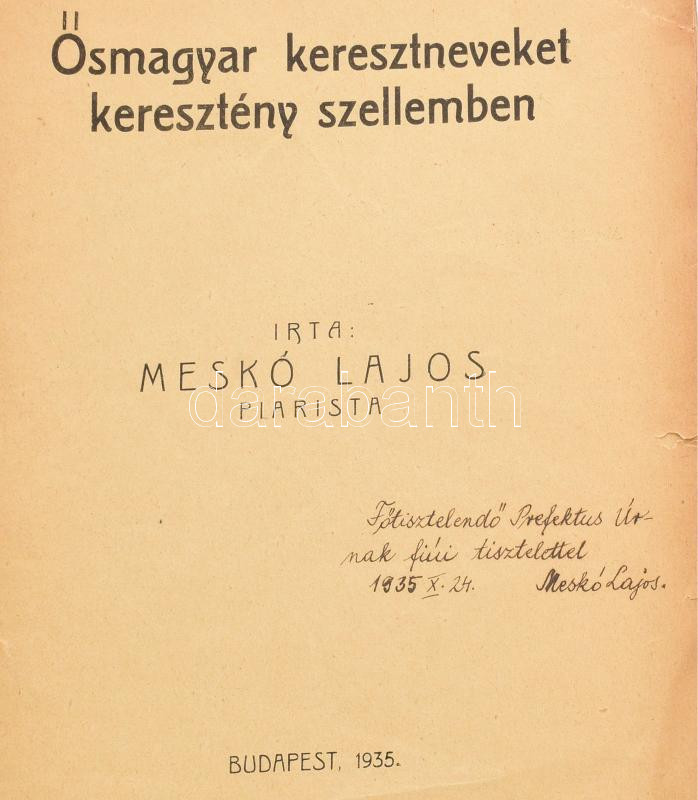 Ősmagyar keresztneveket
keresztény szellemben
IRTA:
MESKÓ LAJOS
PIARISTA
darabanth
Főtisztelendő Prefektus Úr-
nak fiúi tisztelettel
1935 X. 24. Meskó Lajos.
BUDAPEST, 1935.